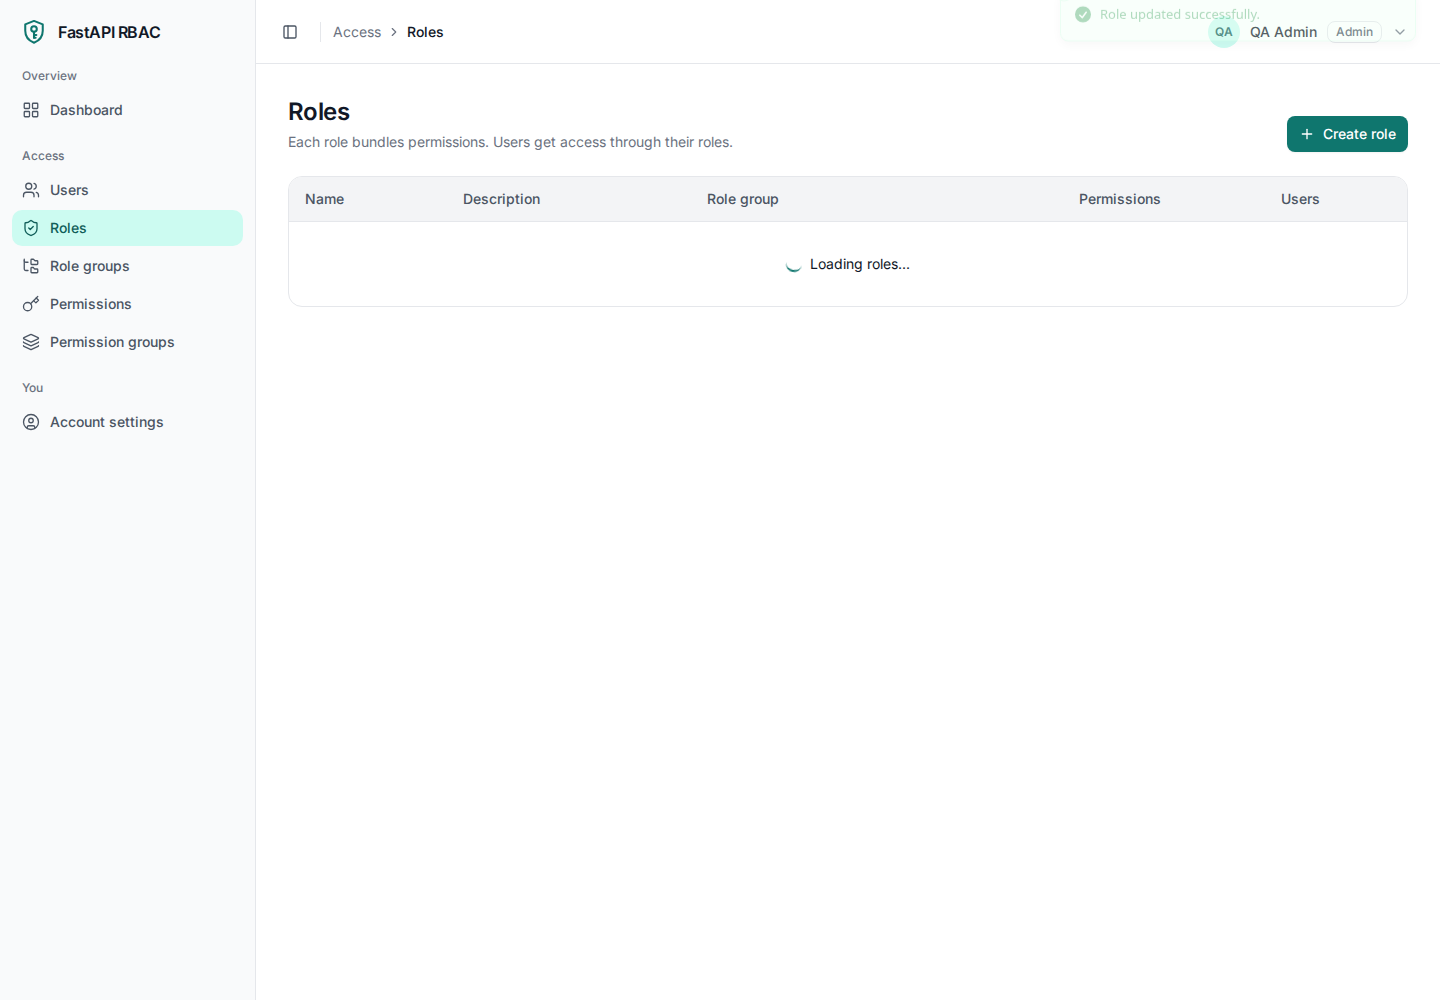 FastAPI RBAC
Overview
Dashboard
Access
Users
Roles
Role groups
Permissions
Permission groups
You
Account settings
Access > Roles
Role updated successfully.
QA QA Admin Admin
Roles
Each role bundles permissions. Users get access through their roles.
Create role
Name Description Role group Permissions Users
Loading roles...